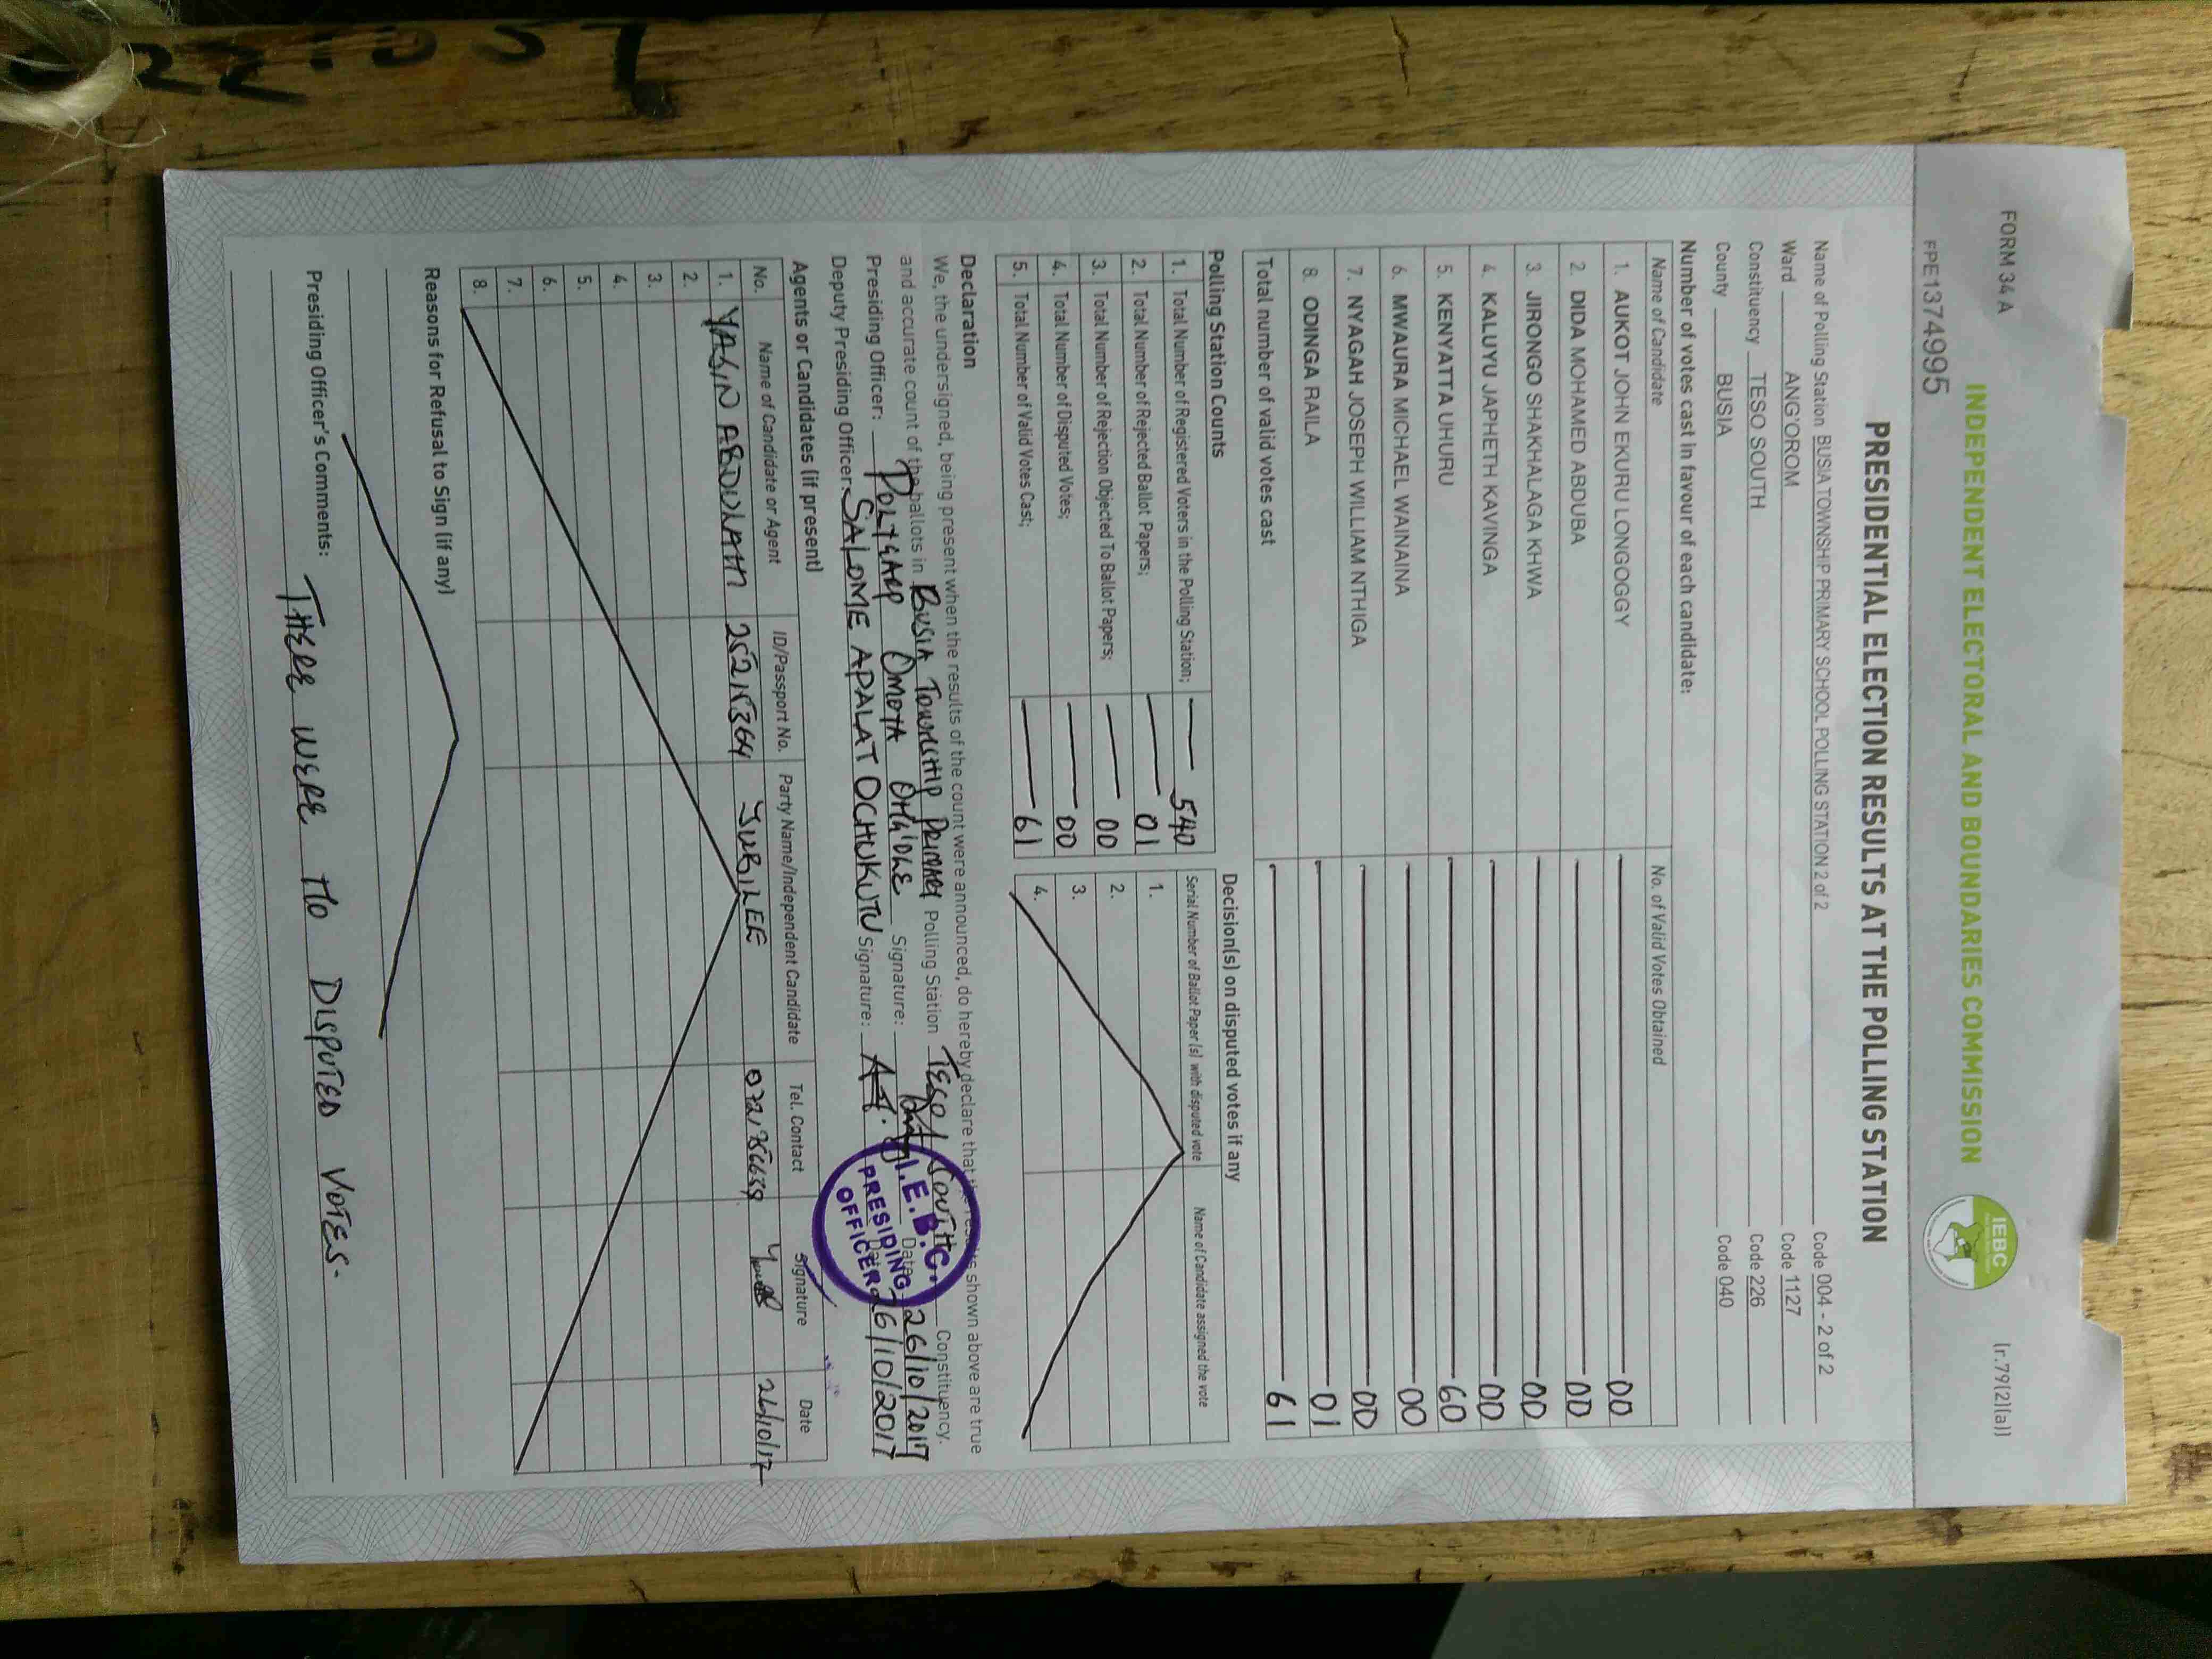 FORM 34 A
(r.79(2)(a))
INDEPENDENT ELECTORAL AND BOUNDARIES COMMISSION
IEBC
FPE1374995
PRESIDENTIAL ELECTION RESULTS AT THE POLLING STATION
Name of Polling Station BUSIA TOWNSHIP PRIMARY SCHOOL POLLING STATION 2 of 2 Code 004 - 2 of 2
Ward ANG'OROM Code 1127
Constituency TESO SOUTH Code 226
County BUSIA Code 040
Number of votes cast in favour of each candidate:
Name of Candidate No. of Valid Votes Obtained
1. AUKOT JOHN EKURU LONGOGGY 00
2. DIDA MOHAMED ABDUBA 00
3. JIRONGO SHAKHALAGA KHWA 00
4. KALUYU JAPHETH KAVINGA 00
5. KENYATTA UHURU 60
6. MWAURA MICHAEL WAINAINA 00
7. NYAGAH JOSEPH WILLIAM NTHIGA 00
8. ODINGA RAILA 01
Total number of valid votes cast 61
Polling Station Counts
1. Total Number of Registered Voters in the Polling Station; 540
2. Total Number of Rejected Ballot Papers; 01
3. Total Number of Rejection Objected To Ballot Papers; 00
4. Total Number of Disputed Votes; 00
5. Total Number of Valid Votes Cast; 61
Decision(s) on disputed votes if any
Serial Number of Ballot Paper (s) with disputed vote Name of Candidate assigned the vote
1.
2.
3.
4.
Declaration
We, the undersigned, being present when the results of the count were announced, do hereby declare that the results shown above are true
and accurate count of the ballots in BUSIA TOWNSHIP PRIMARY Polling Station TESO SOUTH Constituency.
Presiding Officer: POLYCARP OMOTA Signature: Date: 26/10/2017
Deputy Presiding Officer: SALOME APALAT OCHUKUTU Signature: Date: 26/10/2017
I.E.B.C.
PRESIDING
OFFICER
Agents or Candidates (if present)
No. Name of Candidate or Agent ID/Passport No. Party Name/Independent Candidate Tel. Contact Signature Date
1. YASIN ABDULAHI JUBILEE 26/10/17
2.
3.
4.
5.
6.
7.
8.
Reasons for Refusal to Sign (if any)
Presiding Officer's Comments: THERE WERE NO DISPUTED VOTES.